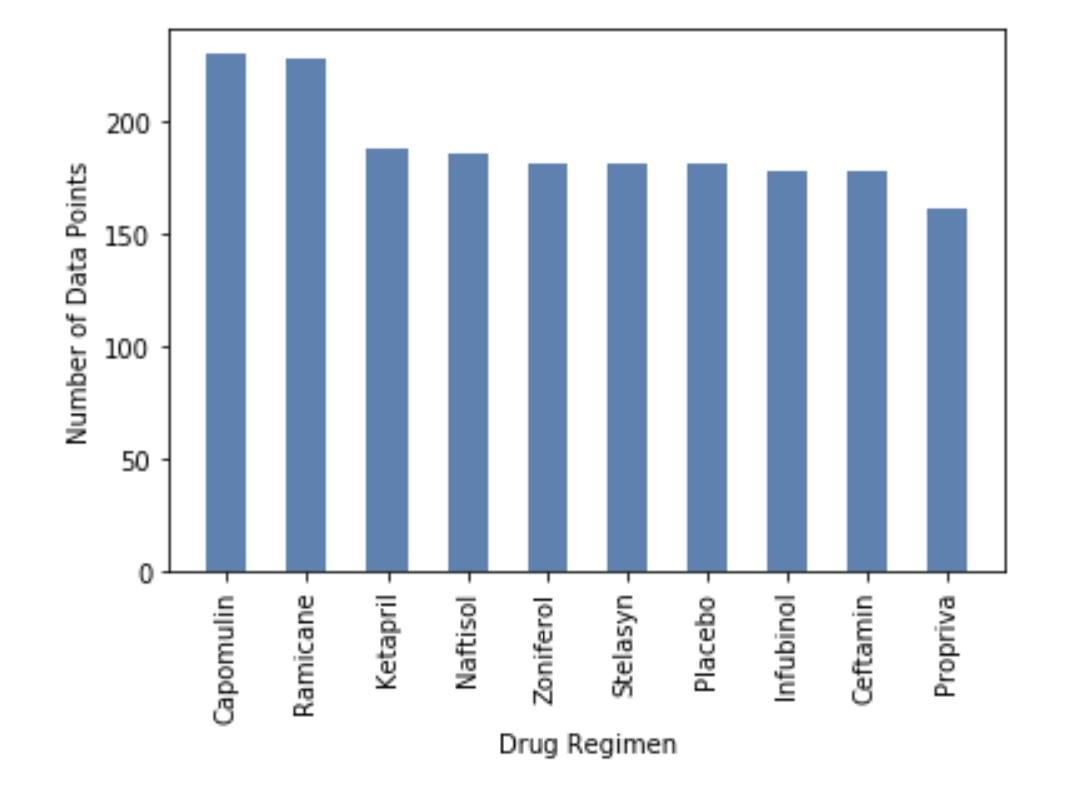 200
150
100
50
0
Number of Data Points
Capomulin
Ramicane
Ketapril
Naftisol
Zoniferol
Stelasyn
Placebo
Infubinol
Ceftamin
Propriva
Drug Regimen